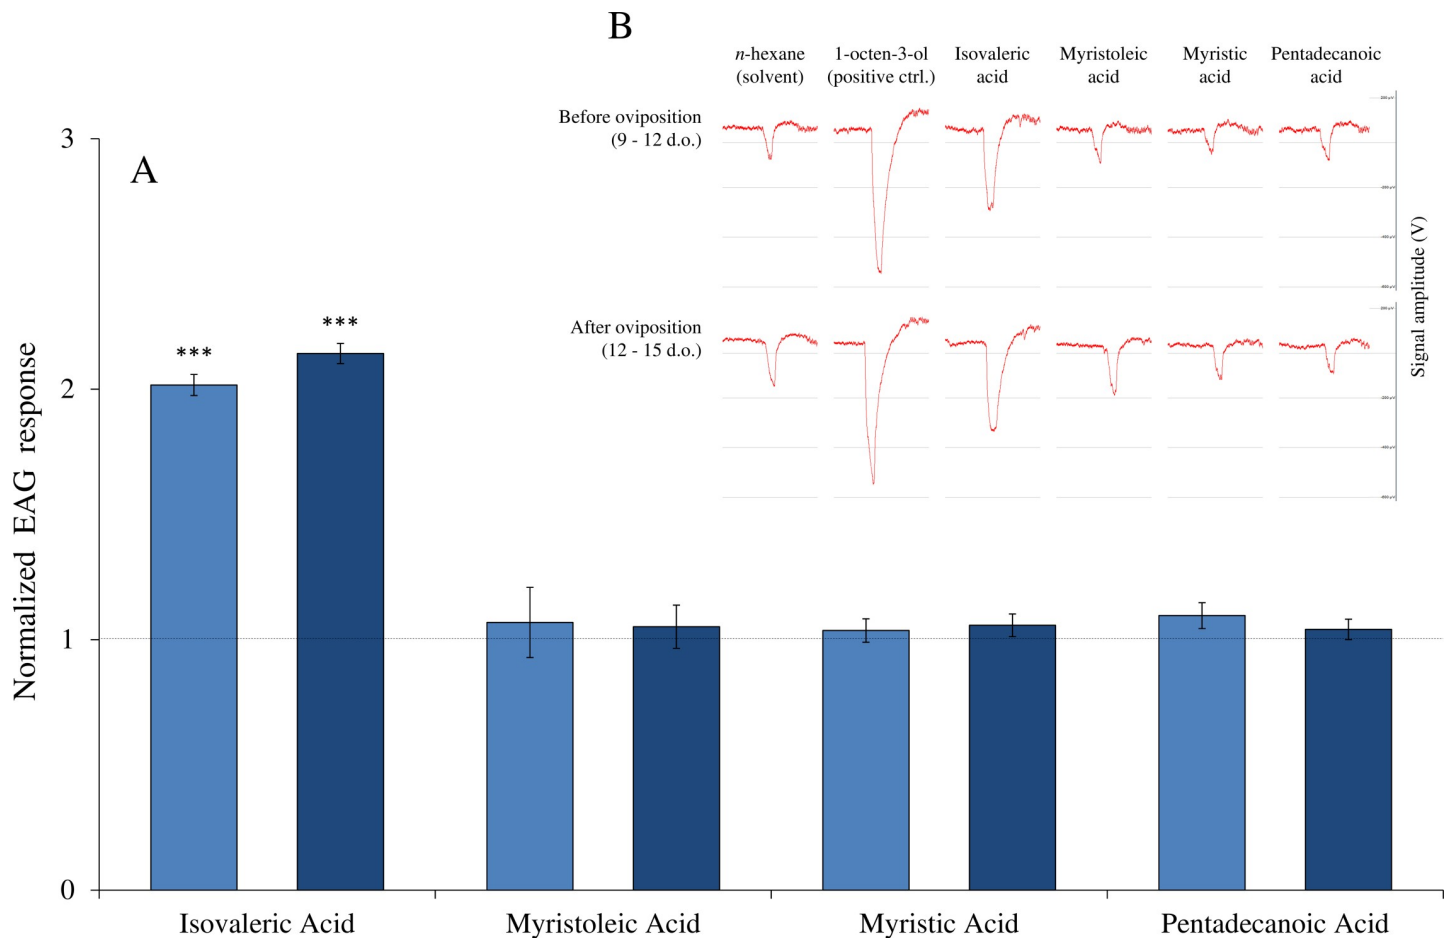 B
n-hexane
(solvent)
1-octen-3-ol
(positive ctrl.)
Isovaleric
acid
Myristoleic
acid
Myristic
acid
Pentadecanoic
acid
Before oviposition
(9 - 12 d.o.)
After oviposition
(12 - 15 d.o.)
Signal amplitude (V)
A
3
2
1
0
Normalized EAG response
***
***
Isovaleric Acid
Myristoleic Acid
Myristic Acid
Pentadecanoic Acid